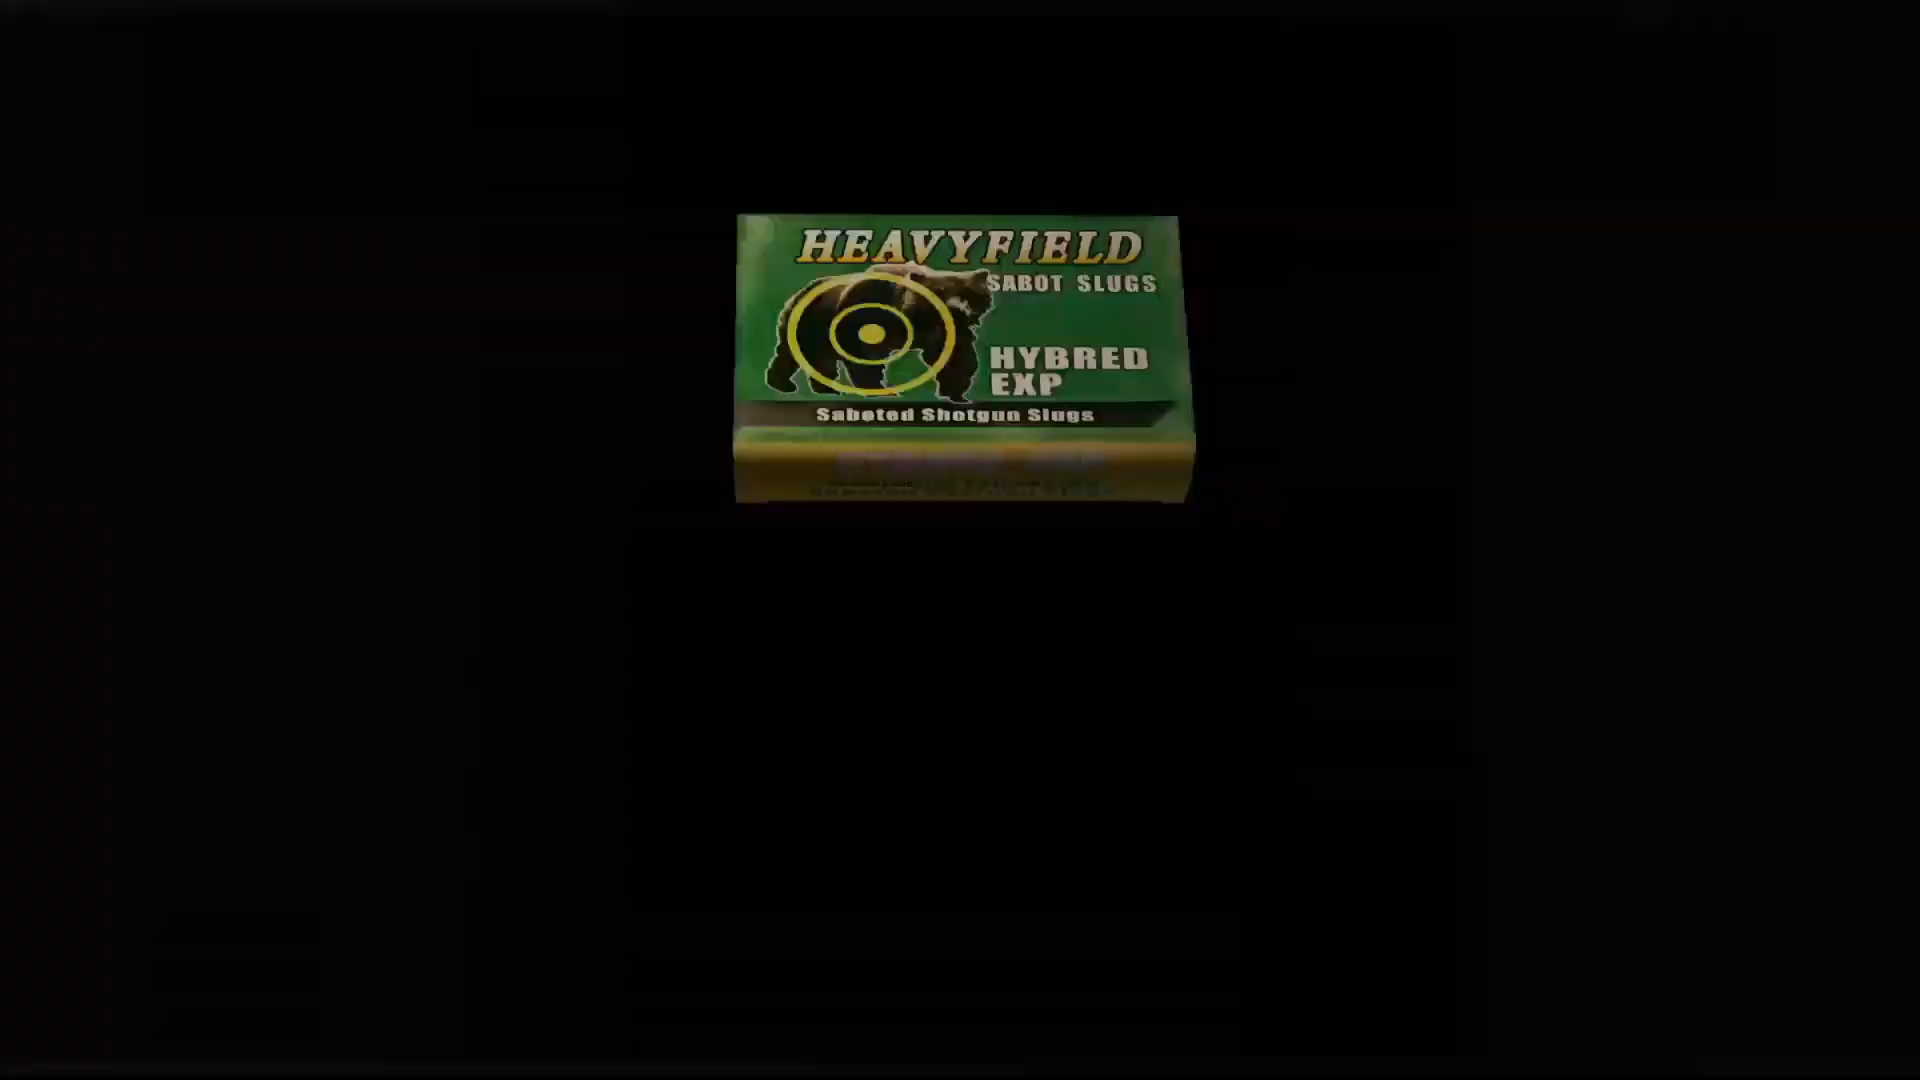 HEAVYFIELD
SABOT SLUGS
HYBRED
EXP
Saboted Shotgun Slugs